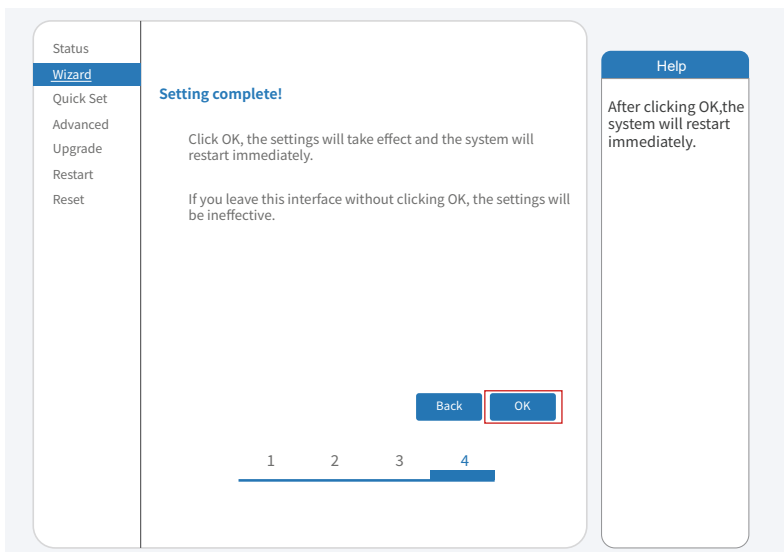 Status
Wizard
Quick Set
Advanced
Upgrade
Restart
Reset
Setting complete!
Click OK, the settings will take effect and the system will
restart immediately.
If you leave this interface without clicking OK, the settings will
be ineffective.
Back
OK
1 2 3 4
Help
After clicking OK,the
system will restart
immediately.